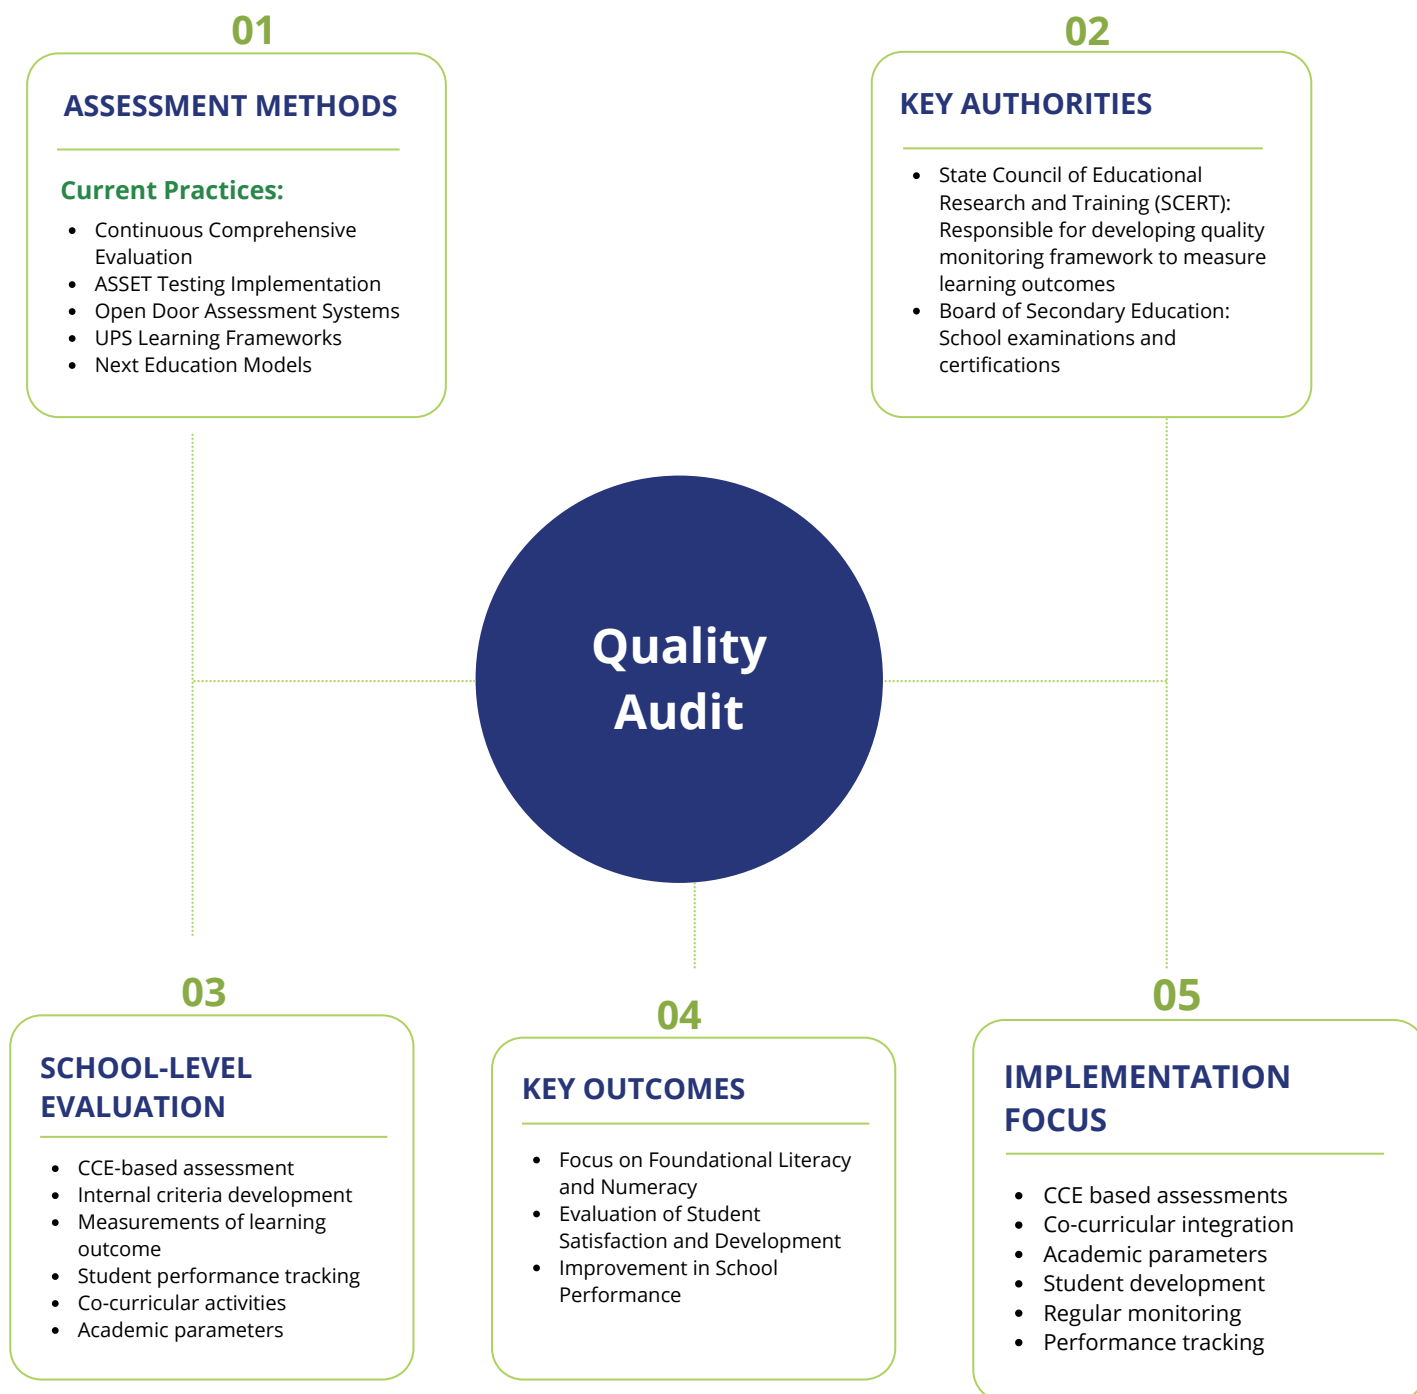 01
ASSESSMENT METHODS
Current Practices:
• Continuous Comprehensive
Evaluation
• ASSET Testing Implementation
• Open Door Assessment Systems
• UPS Learning Frameworks
• Next Education Models
02
KEY AUTHORITIES
• State Council of Educational
Research and Training (SCERT):
Responsible for developing quality
monitoring framework to measure
learning outcomes
• Board of Secondary Education:
School examinations and
certifications
Quality
Audit
03
SCHOOL-LEVEL
EVALUATION
• CCE-based assessment
• Internal criteria development
• Measurements of learning
outcome
• Student performance tracking
• Co-curricular activities
• Academic parameters
04
KEY OUTCOMES
• Focus on Foundational Literacy
and Numeracy
• Evaluation of Student
Satisfaction and Development
• Improvement in School
Performance
05
IMPLEMENTATION
FOCUS
• CCE based assessments
• Co-curricular integration
• Academic parameters
• Student development
• Regular monitoring
• Performance tracking